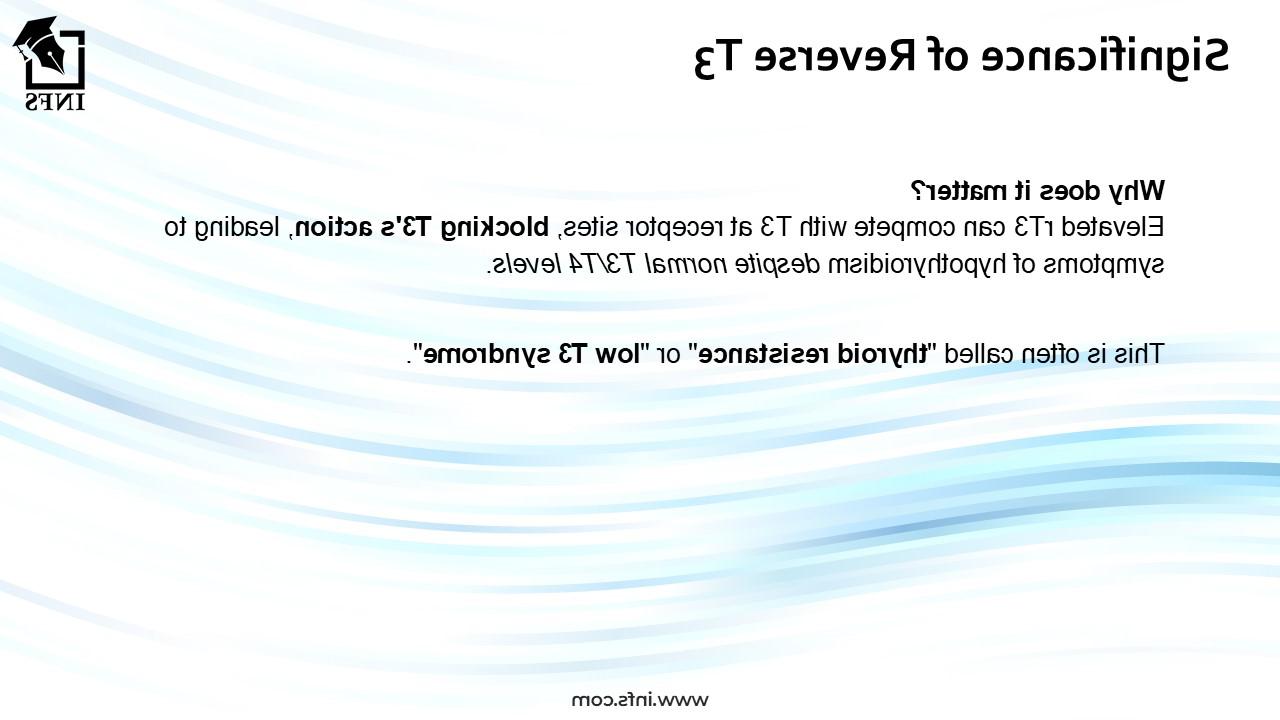 Significance of Reverse T3
INFS
Why does it matter?
Elevated rT3 can compete with T3 at receptor sites, blocking T3's action, leading to
symptoms of hypothyroidism despite normal T3/T4 levels.
This is often called "thyroid resistance" or "low T3 syndrome".
www.infs.com